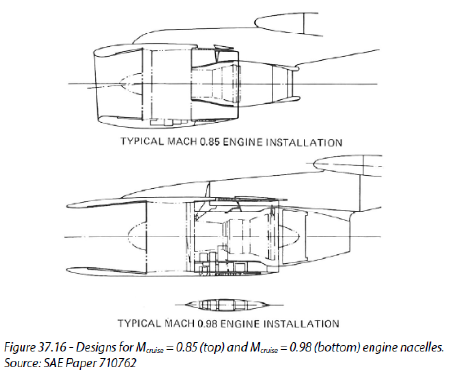 TYPICAL MACH 0.85 ENGINE INSTALLATION
TYPICAL MACH 0.98 ENGINE INSTALLATION
Figure 37.16 - Designs for Mcruise = 0.85 (top) and Mcruise = 0.98 (bottom) engine nacelles.
Source: SAE Paper 710762